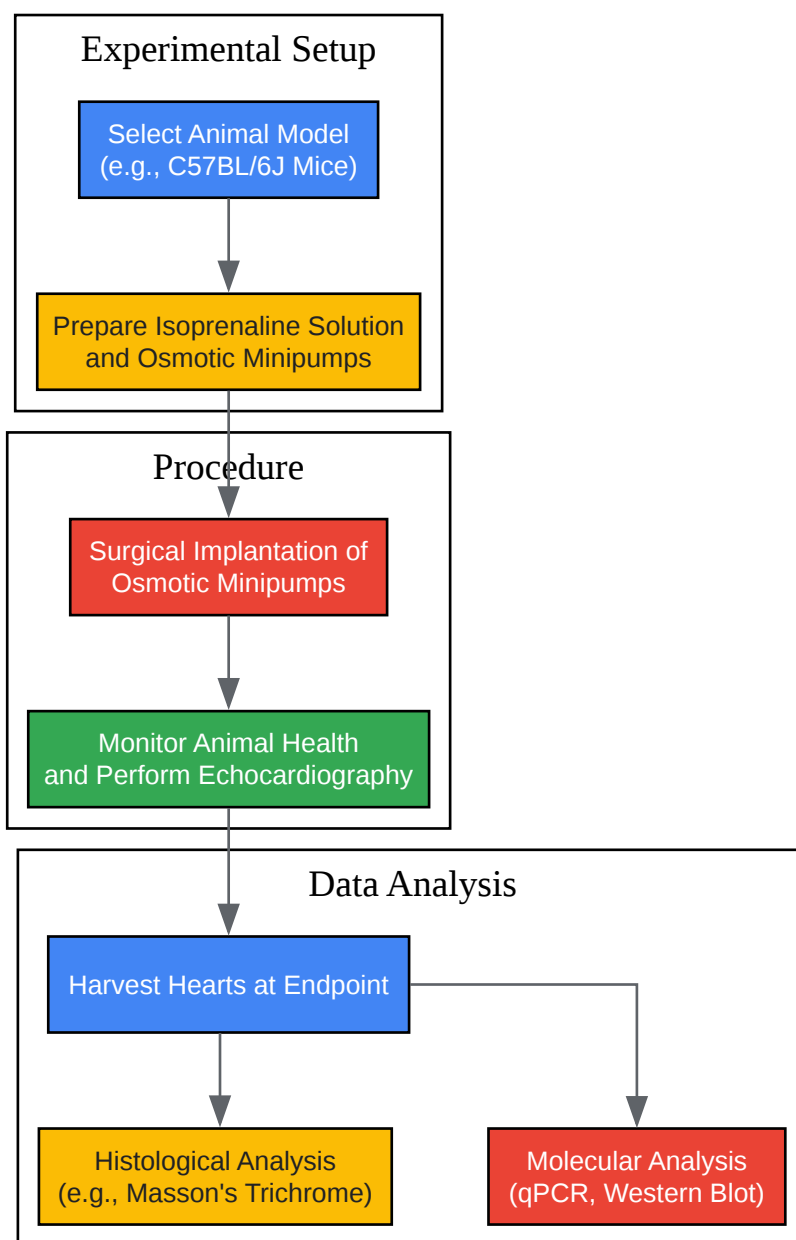 Experimental Setup
Select Animal Model
(e.g., C57BL/6J Mice)
Prepare Isoprenaline Solution
and Osmotic Minipumps
Procedure
Surgical Implantation of
Osmotic Minipumps
Monitor Animal Health
and Perform Echocardiography
Data Analysis
Harvest Hearts at Endpoint
Histological Analysis
(e.g., Masson's Trichrome)
Molecular Analysis
(qPCR, Western Blot)